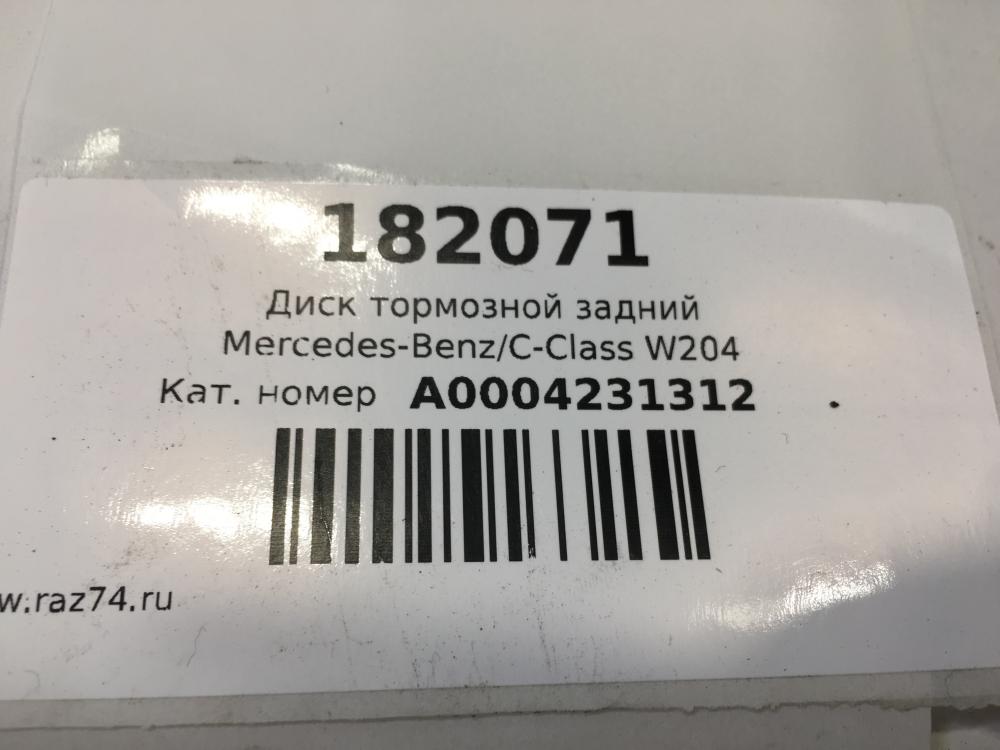 182071
Диск тормозной задний
Mercedes-Benz/C-Class W204
Кат. номер A0004231312
w.raz74.ru